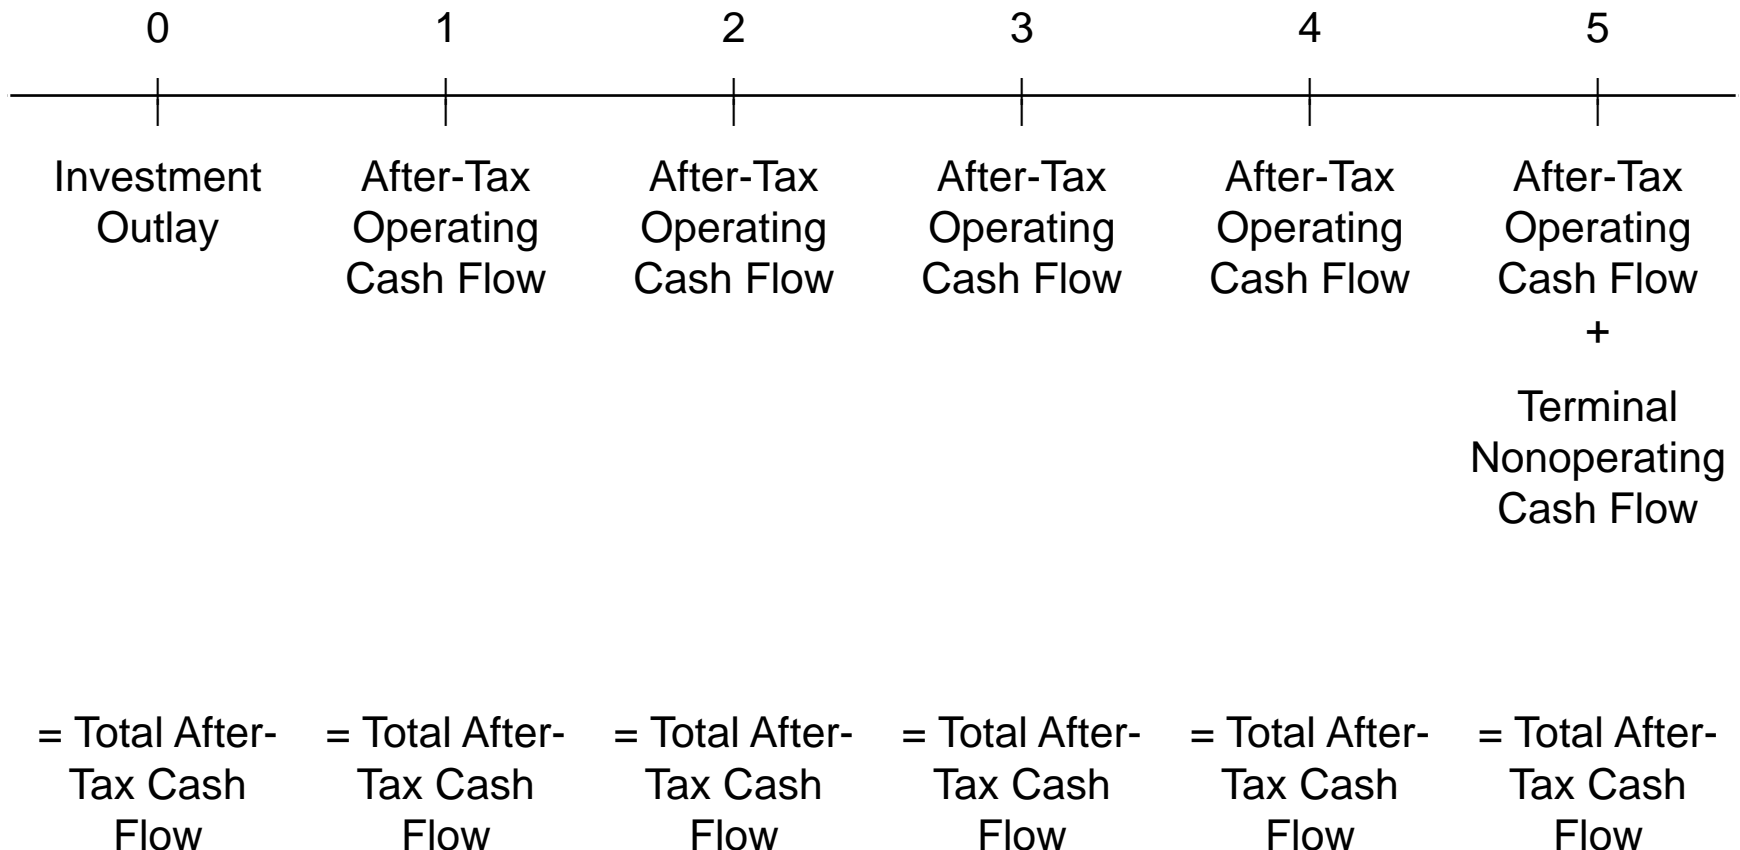 0 1 2 3 4 5
Investment After-Tax After-Tax After-Tax After-Tax After-Tax
Outlay Operating Operating Operating Operating Operating
Cash Flow Cash Flow Cash Flow Cash Flow Cash Flow
+
Terminal
Nonoperating
Cash Flow
= Total After- = Total After- = Total After- = Total After- = Total After- = Total After-
Tax Cash Tax Cash Tax Cash Tax Cash Tax Cash Tax Cash
Flow Flow Flow Flow Flow Flow